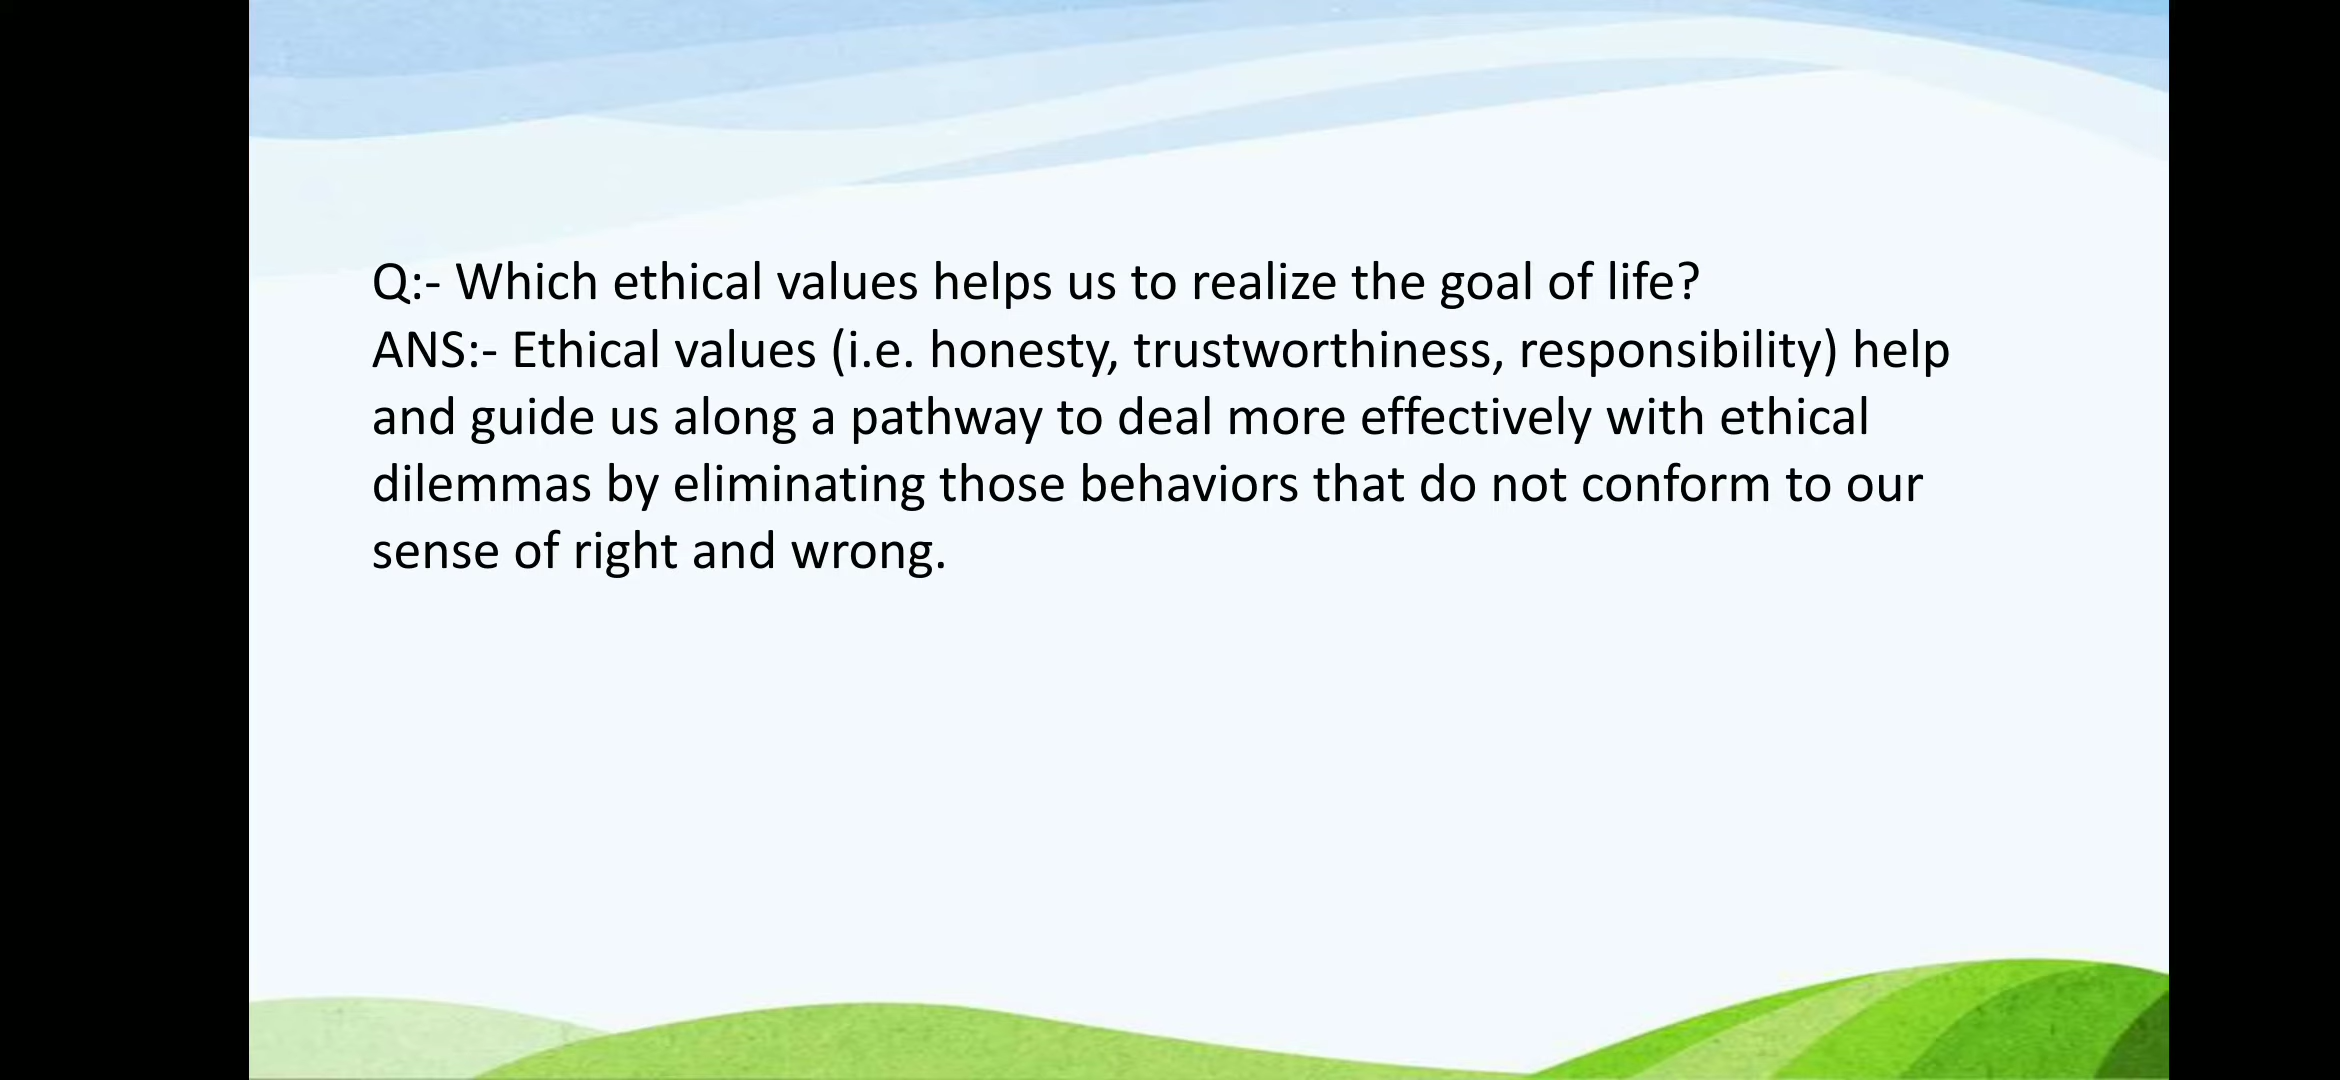 Q:- Which ethical values helps us to realize the goal of life?
ANS:- Ethical values (i.e. honesty, trustworthiness, responsibility) help
and guide us along a pathway to deal more effectively with ethical
dilemmas by eliminating those behaviors that do not conform to our
sense of right and wrong.